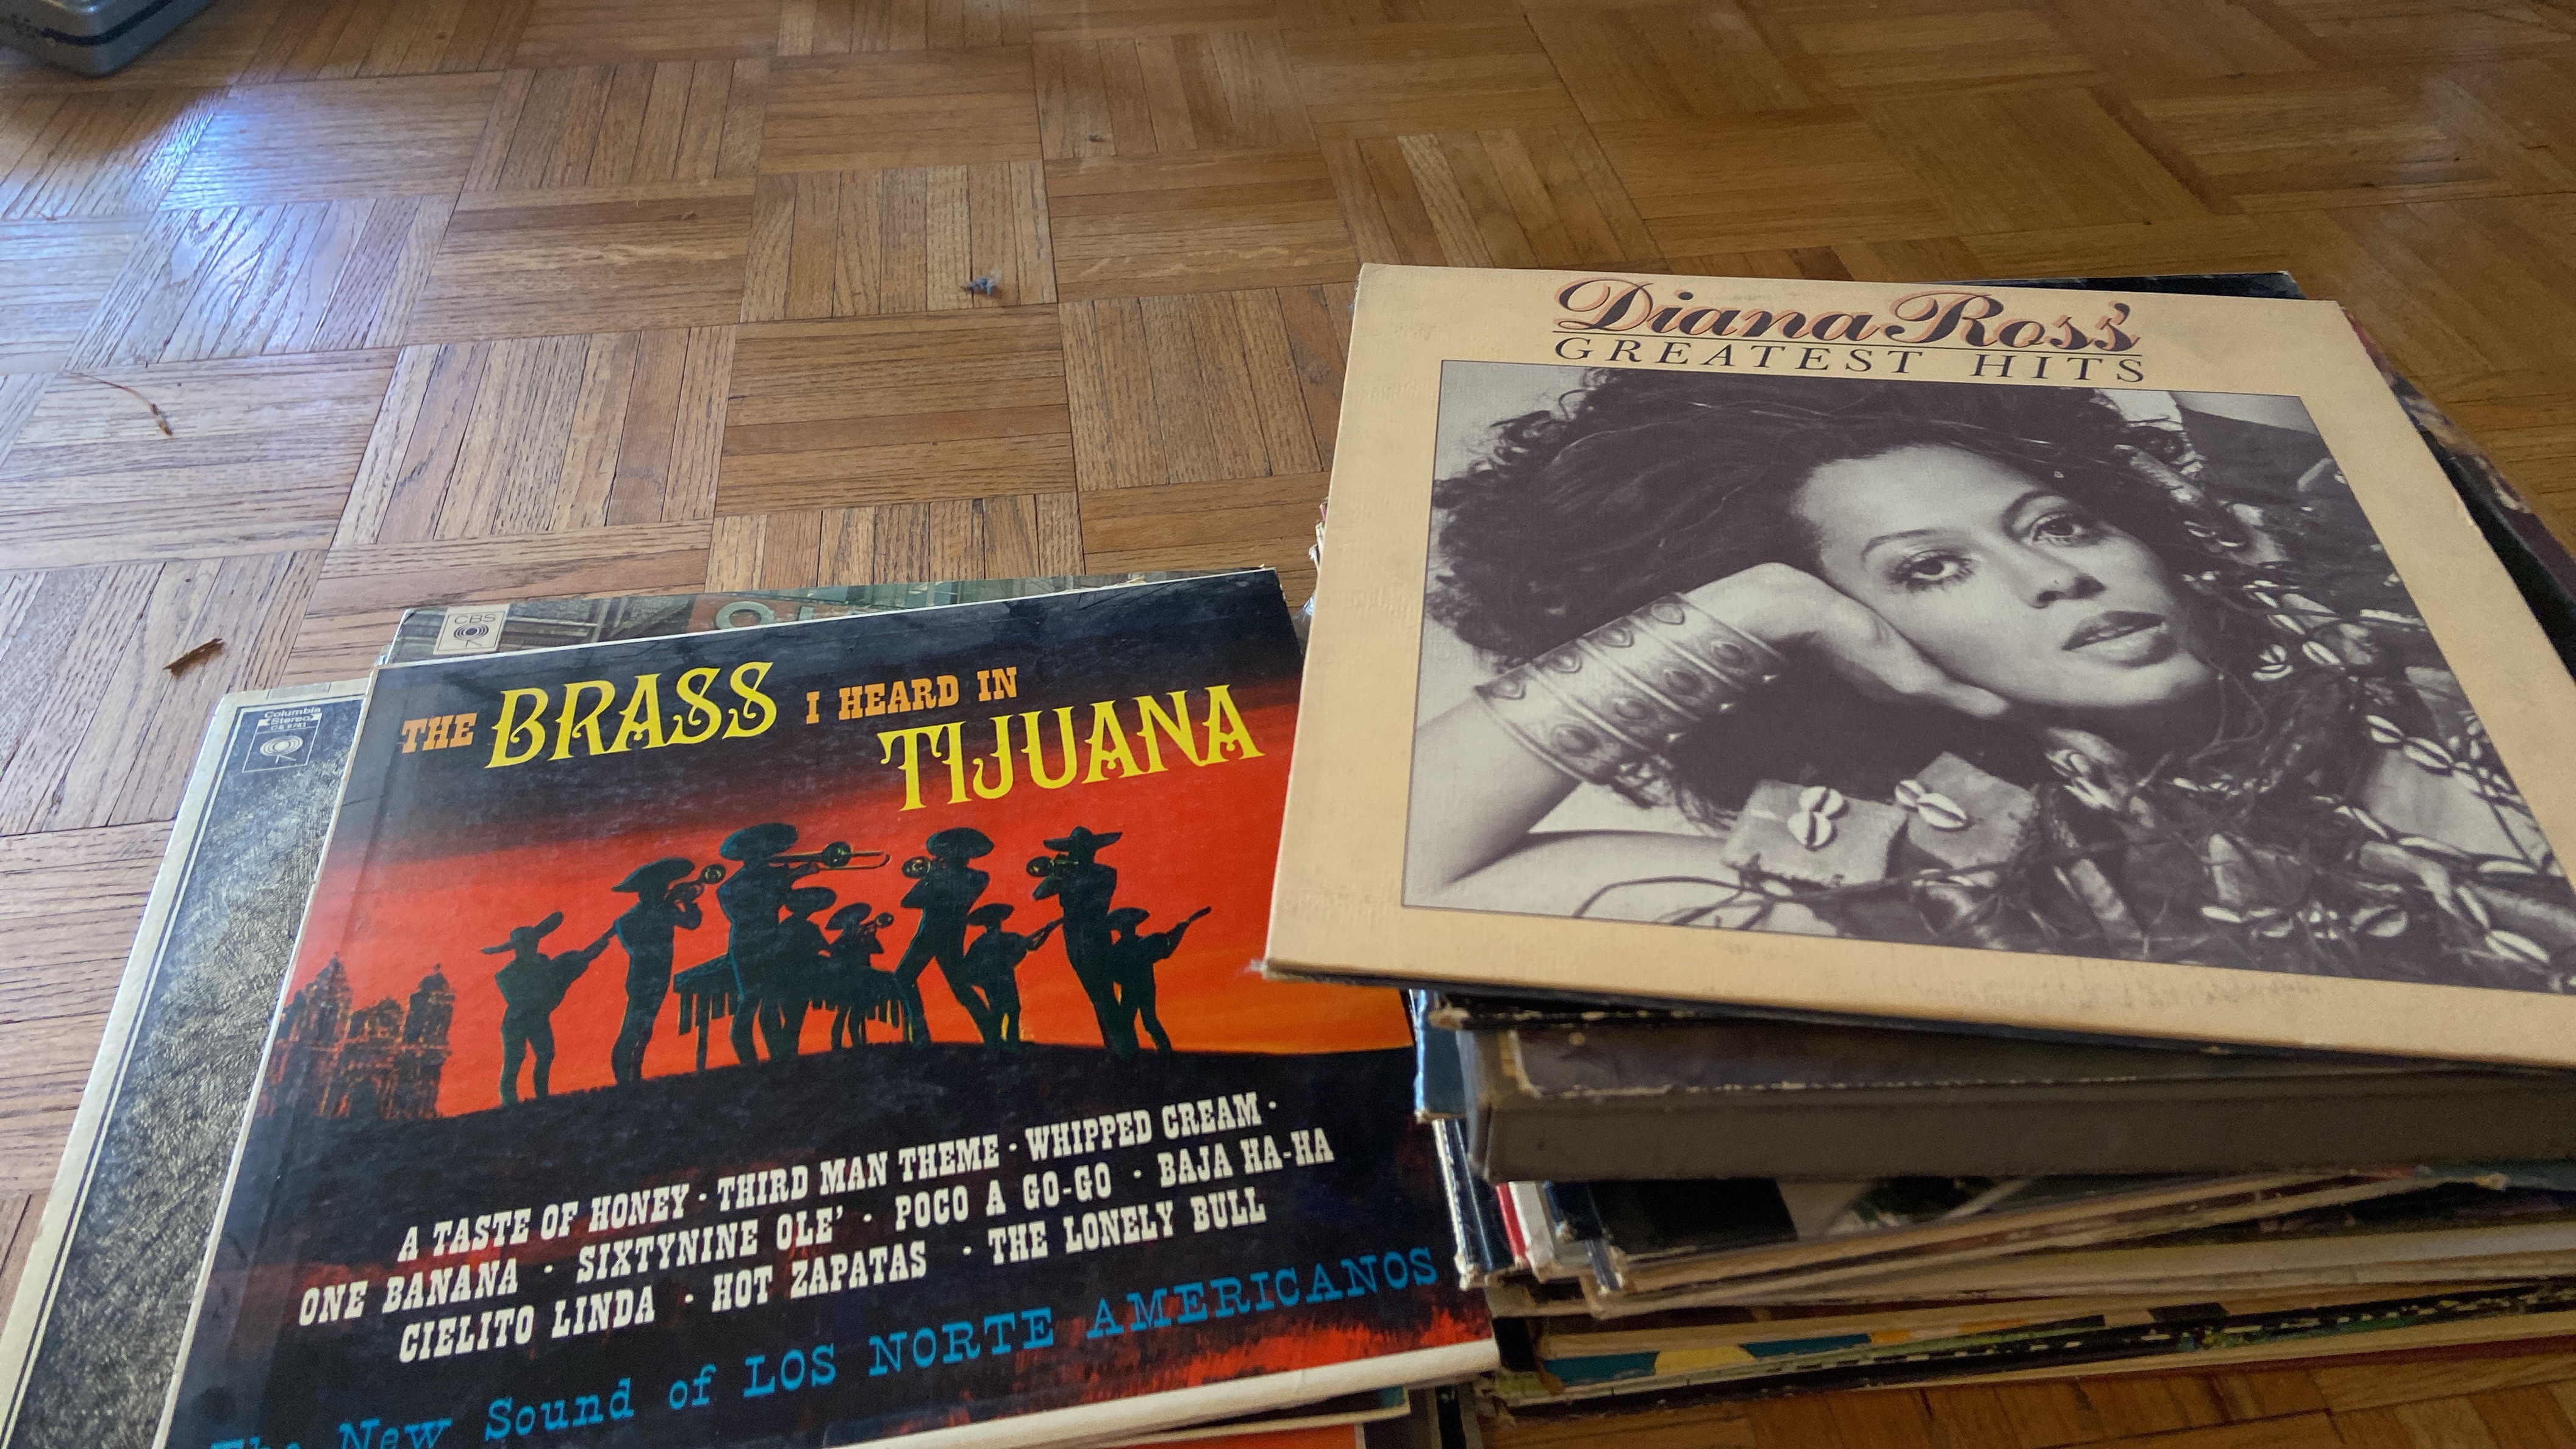 Diana Ross'
GREATEST HITS
CBS
Columbia
Stereo
THE BRASS I HEARD IN
TIJUANA
A TASTE OF HONEY · THIRD MAN THEME · WHIPPED CREAM ·
ONE BANANA · SIXTYNINE OLE' · POCO A GO-GO · BAJA HA-HA
CIELITO LINDA · HOT ZAPATAS · THE LONELY BULL
The New Sound of LOS NORTE AMERICANOS